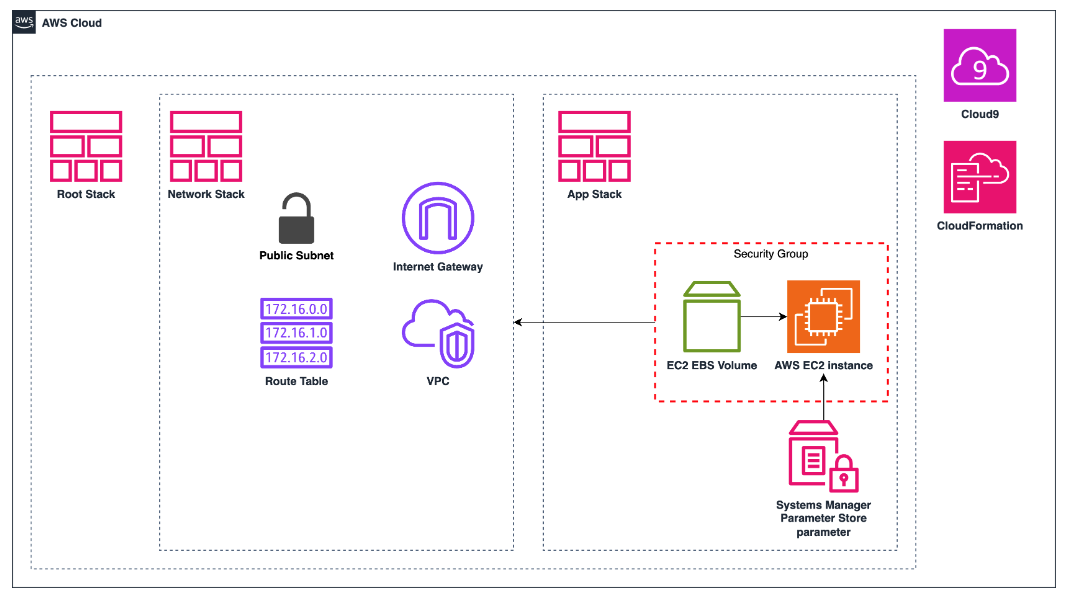 aws
AWS Cloud
9
Cloud9
CloudFormation
Root Stack
Network Stack
App Stack
Public Subnet
Internet Gateway
172.16.0.0
172.16.1.0
172.16.2.0
Route Table
VPC
Security Group
EC2 EBS Volume
AWS EC2 instance
Systems Manager
Parameter Store
parameter